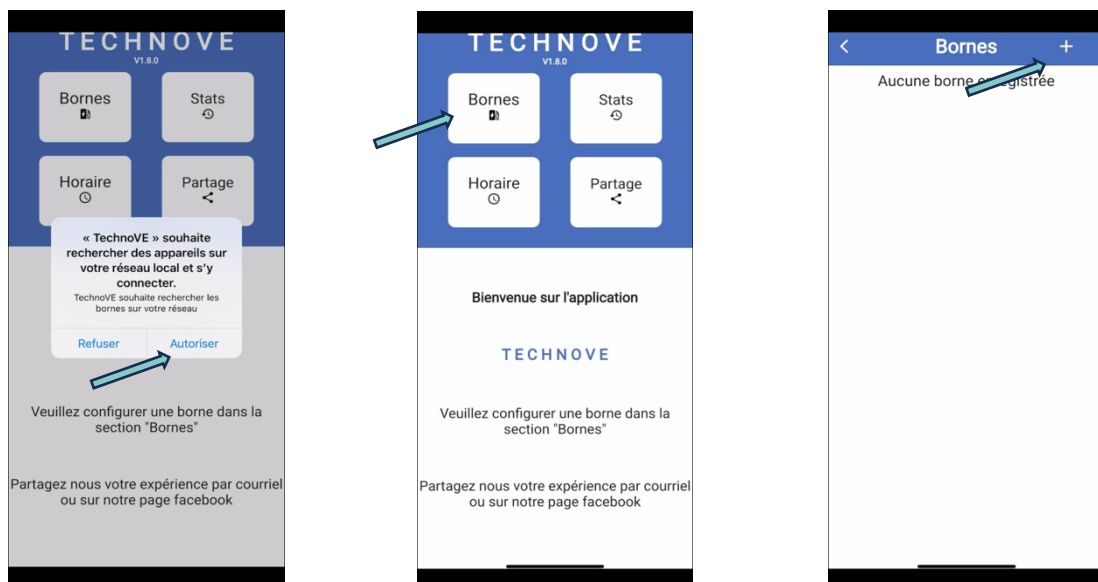 TECHNOVE
V1.8.0
Bornes
Stats
Horaire
Partage
« TechnoVE » souhaite
rechercher des appareils sur
votre réseau local et s'y
connecter.
TechnoVE souhaite rechercher les
bornes sur votre réseau
Refuser
Autoriser
Veuillez configurer une borne dans la
section "Bornes"
Partagez nous votre expérience par courriel
ou sur notre page facebook
TECHNOVE
V1.8.0
Bornes
Stats
Horaire
Partage
Bienvenue sur l'application
TECHNOVE
Veuillez configurer une borne dans la
section "Bornes"
Partagez nous votre expérience par courriel
ou sur notre page facebook
Bornes
Aucune borne enregistrée